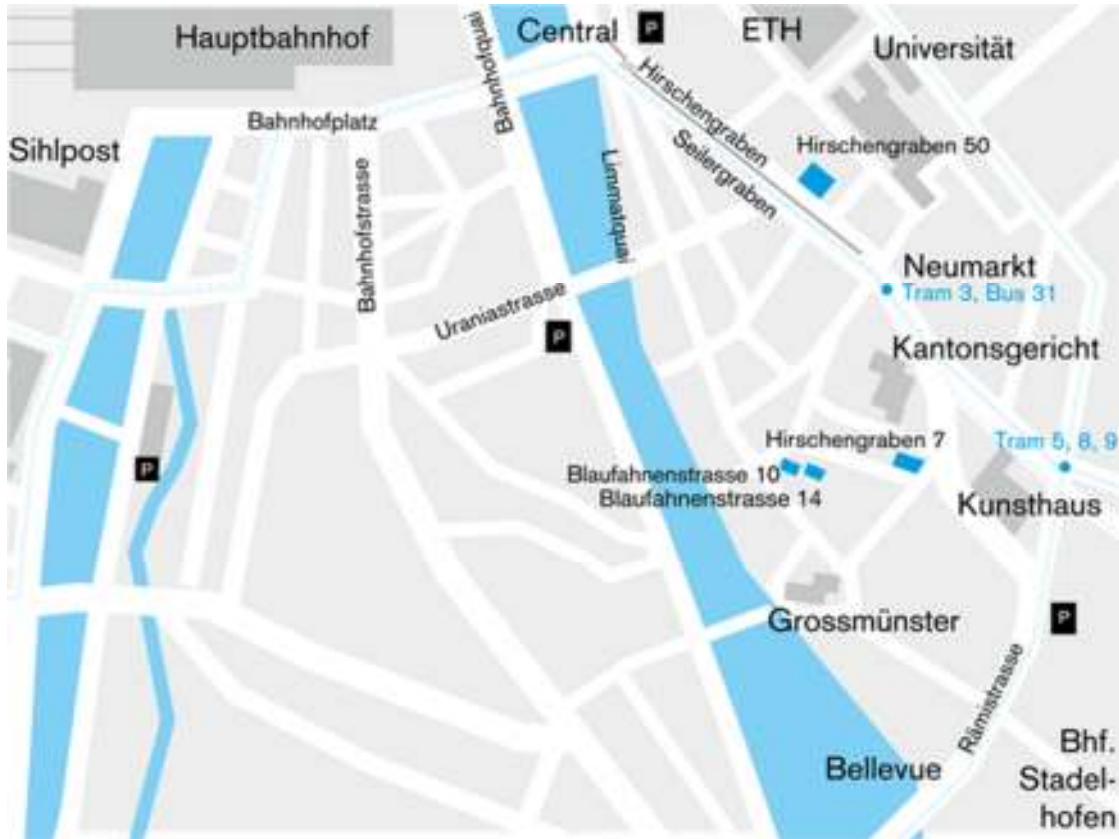 Hauptbahnhof
Central
P
ETH
Universität
Bahnhofquai
Hirschengraben
Seilergraben
Bahnhofplatz
Sihlpost
Hirschengraben 50
Limmatquai
Bahnhofstrasse
Neumarkt
Tram 3, Bus 31
Uraniastrasse
P
Kantonsgericht
Hirschengraben 7
Tram 5, 8, 9
P
Blaufahnenstrasse 10
Blaufahnenstrasse 14
Kunsthaus
Grossmünster
P
Rämistrasse
Bellevue
Bhf.
Stadel-
hofen